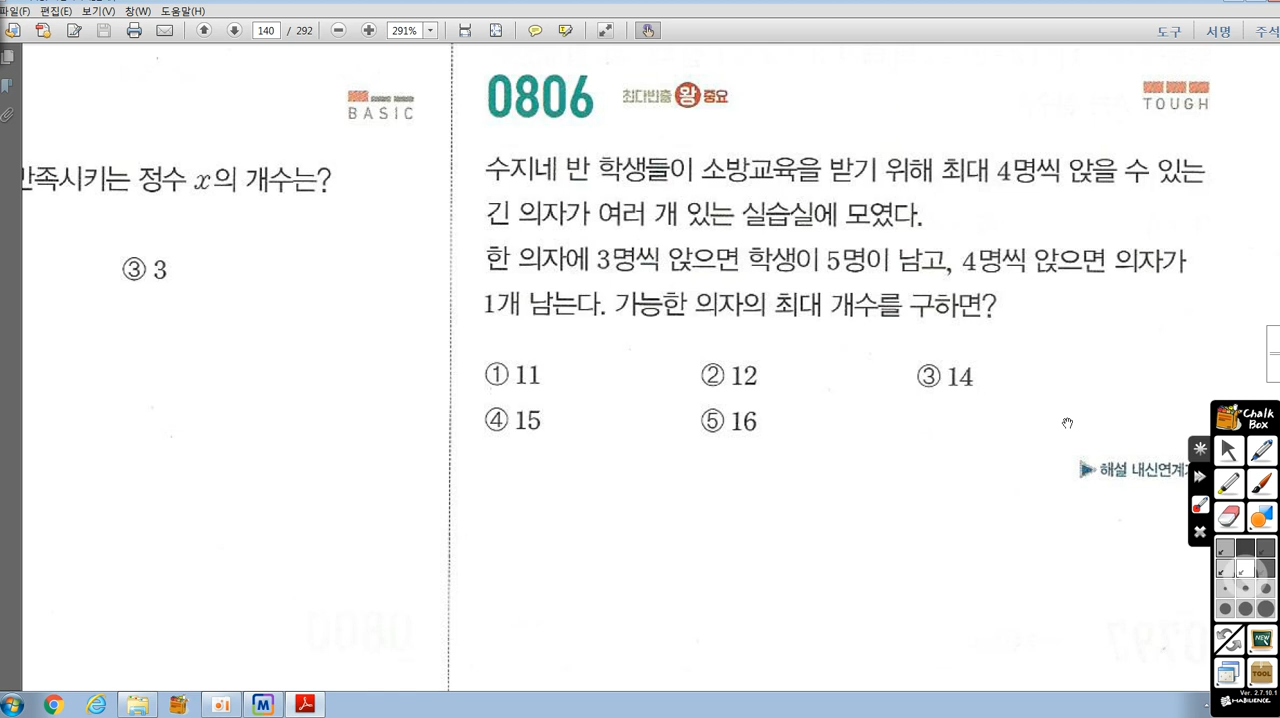 파일(F) 편집(E) 보기(V) 창(W) 도움말(H)
140 / 292 291% 도구 서명 주석
BASIC
만족시키는 정수 x의 개수는?
③ 3
0806 최다빈출 왕 중요 TOUGH
수지네 반 학생들이 소방교육을 받기 위해 최대 4명씩 앉을 수 있는
긴 의자가 여러 개 있는 실습실에 모였다.
한 의자에 3명씩 앉으면 학생이 5명이 남고, 4명씩 앉으면 의자가
1개 남는다. 가능한 의자의 최대 개수를 구하면?
① 11 ② 12 ③ 14
④ 15 ⑤ 16
▶ 해설 내신연계
Chalk
Box
NEW
TOOL
Ver. 2.7.10.1
HABILIENCE